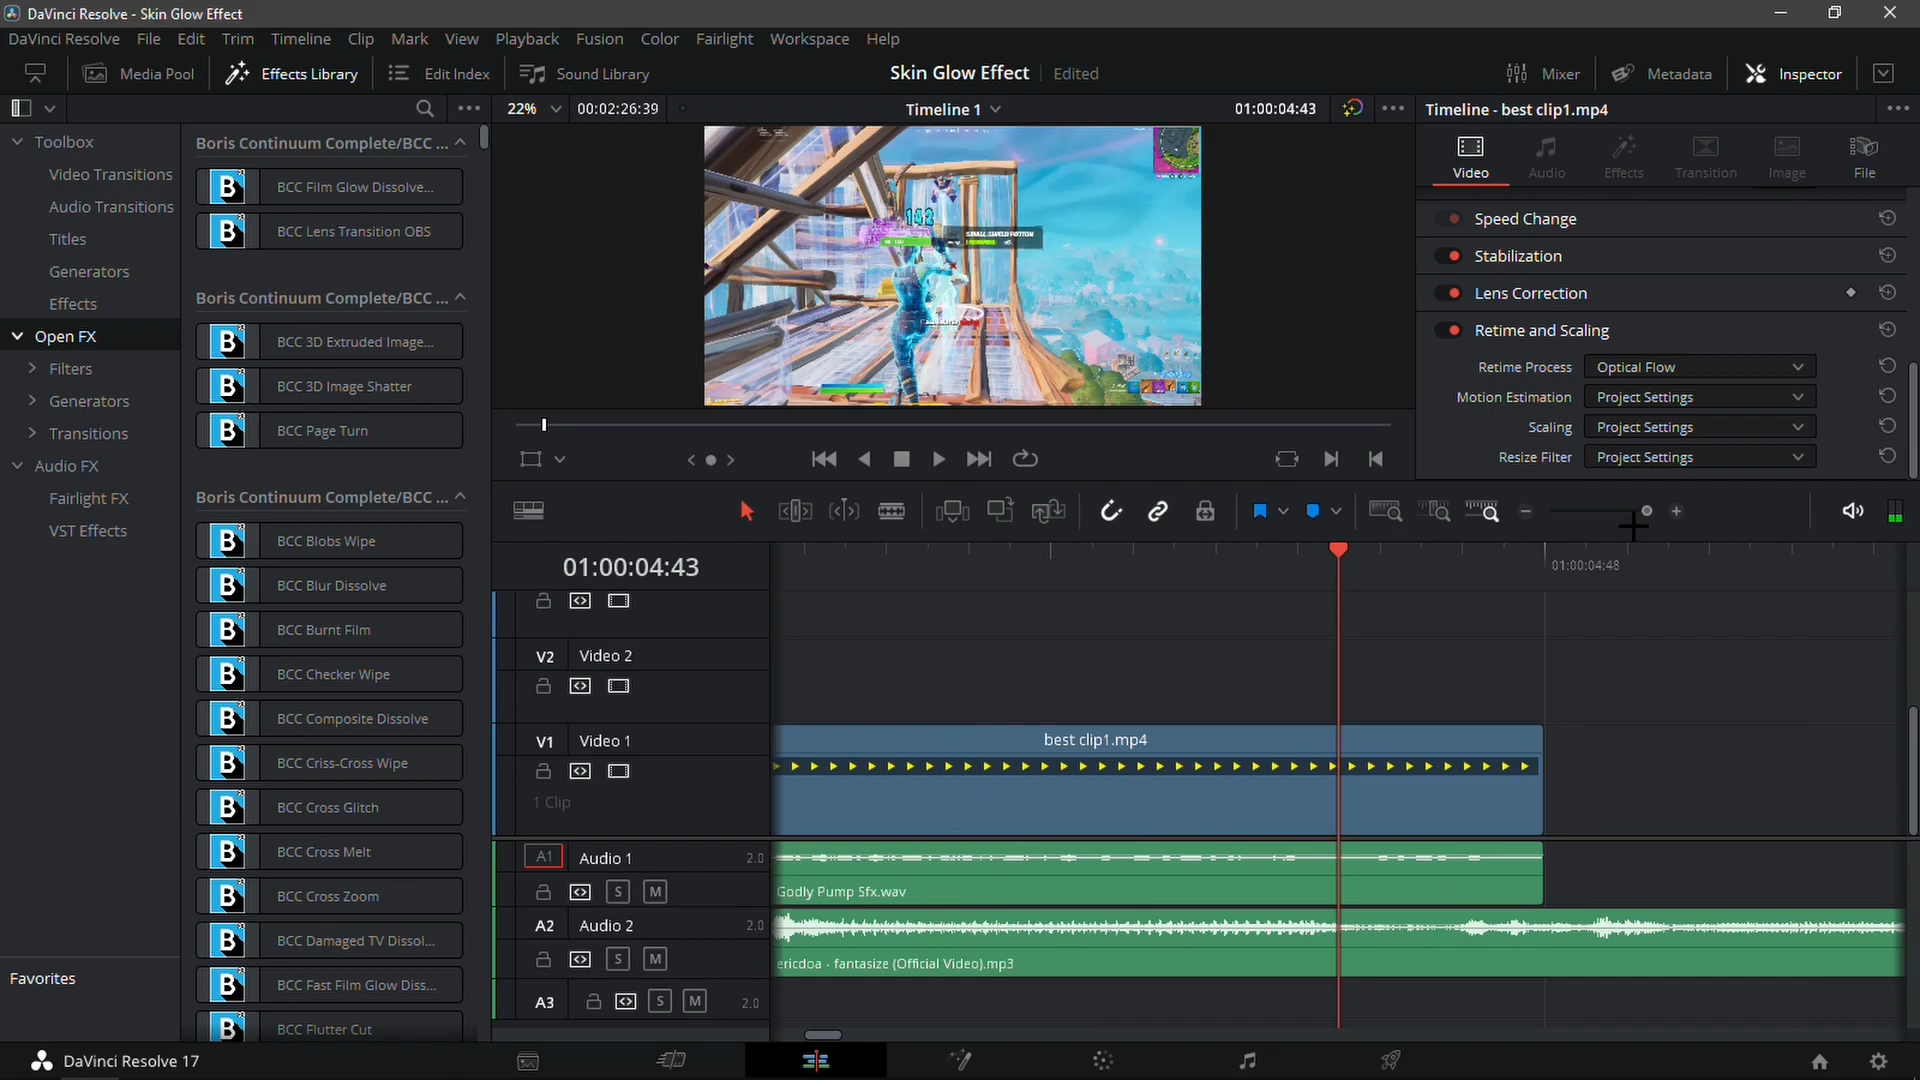 DaVinci Resolve - Skin Glow Effect
DaVinci Resolve File Edit Trim Timeline Clip Mark View Playback Fusion Color Fairlight Workspace Help
Media Pool Effects Library Edit Index Sound Library Skin Glow Effect Edited Mixer Metadata Inspector
22% 00:02:26:39 Timeline 1 01:00:04:43 Timeline - best clip1.mp4
Toolbox
Video Transitions
Audio Transitions
Titles
Generators
Effects
Open FX
Filters
Generators
Transitions
Audio FX
Fairlight FX
VST Effects
Favorites
Boris Continuum Complete/BCC ...
B BCC Film Glow Dissolve...
B BCC Lens Transition OBS
Boris Continuum Complete/BCC ...
B BCC 3D Extruded Image...
B BCC 3D Image Shatter
B BCC Page Turn
Boris Continuum Complete/BCC ...
B BCC Blobs Wipe
B BCC Blur Dissolve
B BCC Burnt Film
B BCC Checker Wipe
B BCC Composite Dissolve
B BCC Criss-Cross Wipe
B BCC Cross Glitch
B BCC Cross Melt
B BCC Cross Zoom
B BCC Damaged TV Dissol...
B BCC Fast Film Glow Diss...
B BCC Flutter Cut
142
SMALL SHIELD POTION
Video Audio Effects Transition Image File
Speed Change
Stabilization
Lens Correction
Retime and Scaling
Retime Process Optical Flow
Motion Estimation Project Settings
Scaling Project Settings
Resize Filter Project Settings
01:00:04:43
01:00:04:48
V2 Video 2
V1 Video 1
1 Clip
best clip1.mp4
A1 Audio 1 2.0
S M
Godly Pump Sfx.wav
A2 Audio 2 2.0
S M
ericdoa - fantasize (Official Video).mp3
A3 S M 2.0
DaVinci Resolve 17